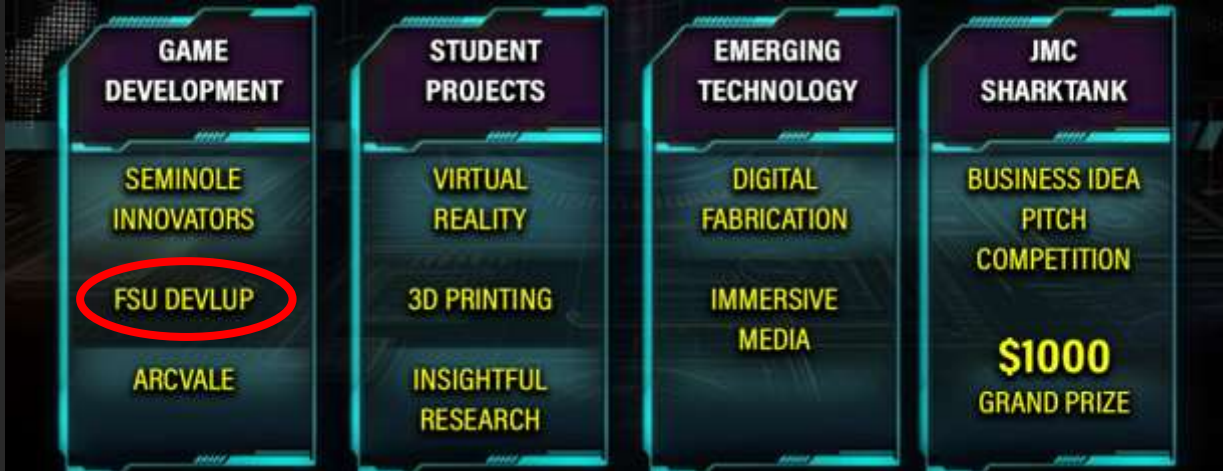 GAME
DEVELOPMENT
SEMINOLE
INNOVATORS
FSU DEVLUP
ARCVALE
STUDENT
PROJECTS
VIRTUAL
REALITY
3D PRINTING
INSIGHTFUL
RESEARCH
EMERGING
TECHNOLOGY
DIGITAL
FABRICATION
IMMERSIVE
MEDIA
JMC
SHARKTANK
BUSINESS IDEA
PITCH
COMPETITION
$1000
GRAND PRIZE